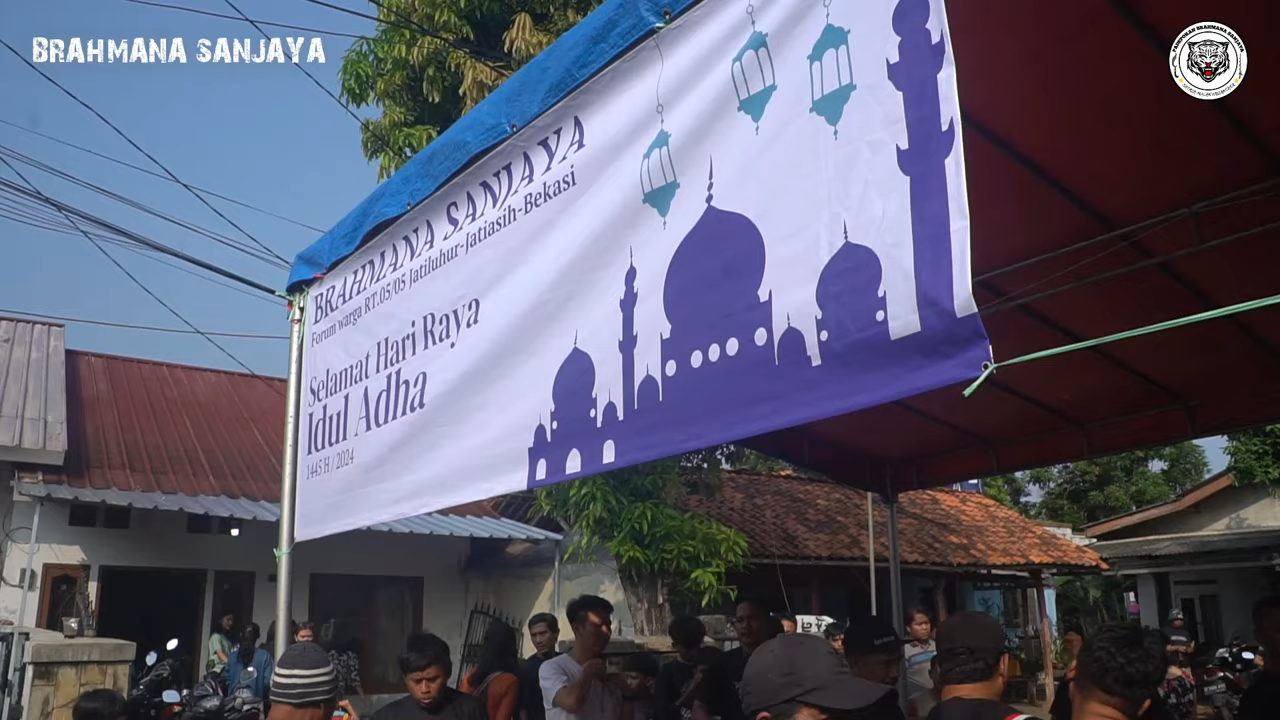 BRAHMANA SANJAYA
BRAHMANA SANJAYA
Forum warga RT.05/05 Jatiluhur-Jatiasih-Bekasi
Selamat Hari Raya
Idul Adha
1445 H / 2024